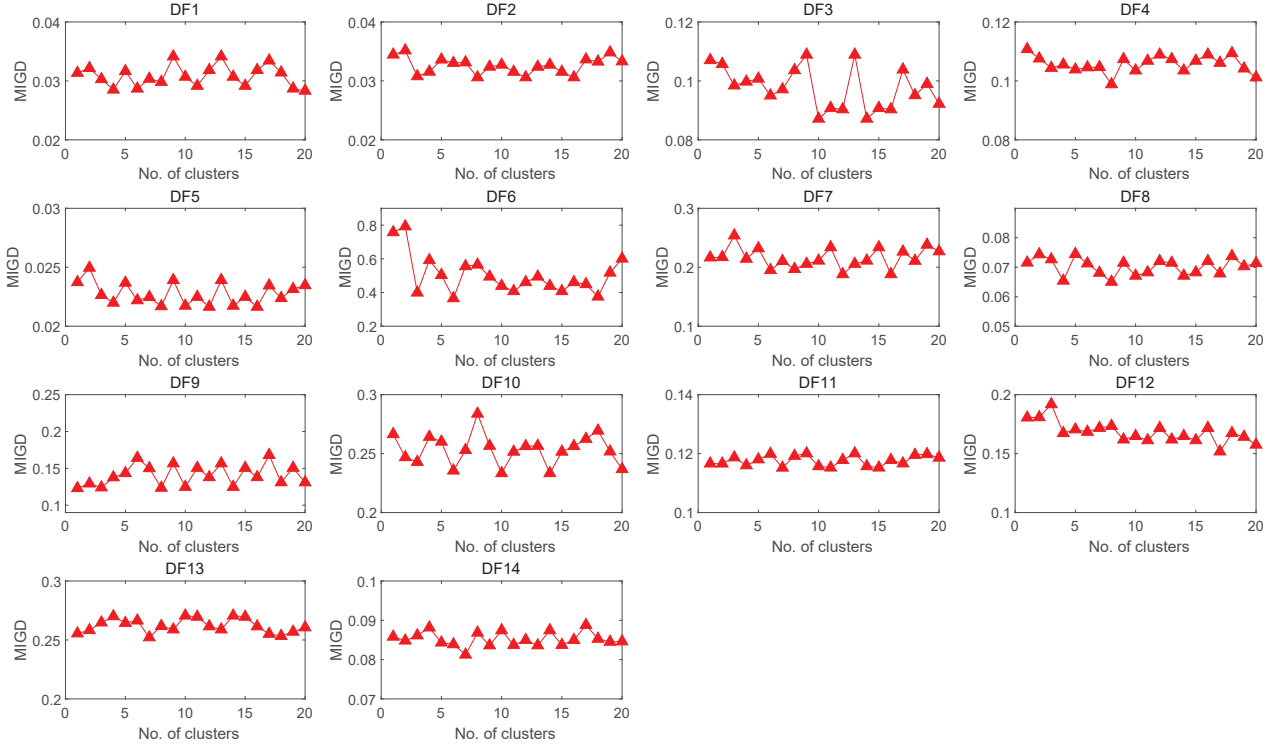 DF1
0.04
0.03
0.02
MIGD
0 5 10 15 20
No. of clusters
DF2
0.04
0.03
0.02
MIGD
0 5 10 15 20
No. of clusters
DF3
0.12
0.1
0.08
MIGD
0 5 10 15 20
No. of clusters
DF4
0.12
0.1
0.08
MIGD
0 5 10 15 20
No. of clusters
DF5
0.03
0.025
0.02
MIGD
0 5 10 15 20
No. of clusters
DF6
0.8
0.6
0.4
0.2
MIGD
0 5 10 15 20
No. of clusters
DF7
0.3
0.2
0.1
MIGD
0 5 10 15 20
No. of clusters
DF8
0.08
0.07
0.06
0.05
MIGD
0 5 10 15 20
No. of clusters
DF9
0.25
0.2
0.15
0.1
MIGD
0 5 10 15 20
No. of clusters
DF10
0.3
0.25
0.2
MIGD
0 5 10 15 20
No. of clusters
DF11
0.14
0.12
0.1
MIGD
0 5 10 15 20
No. of clusters
DF12
0.2
0.15
0.1
MIGD
0 5 10 15 20
No. of clusters
DF13
0.3
0.25
0.2
MIGD
0 5 10 15 20
No. of clusters
DF14
0.1
0.09
0.08
0.07
MIGD
0 5 10 15 20
No. of clusters